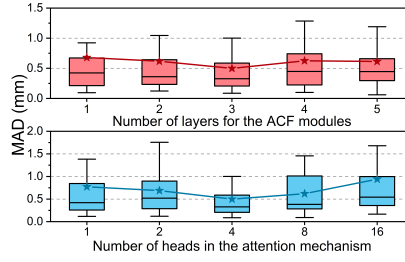 1.5
1.0
0.5
0.0
1 2 3 4 5
Number of layers for the ACF modules
MAD (mm)
2.0
1.5
1.0
0.5
0.0
1 2 4 8 16
Number of heads in the attention mechanism